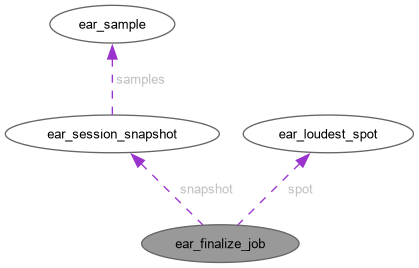 ear_sample
samples
ear_session_snapshot
ear_loudest_spot
snapshot
spot
ear_finalize_job